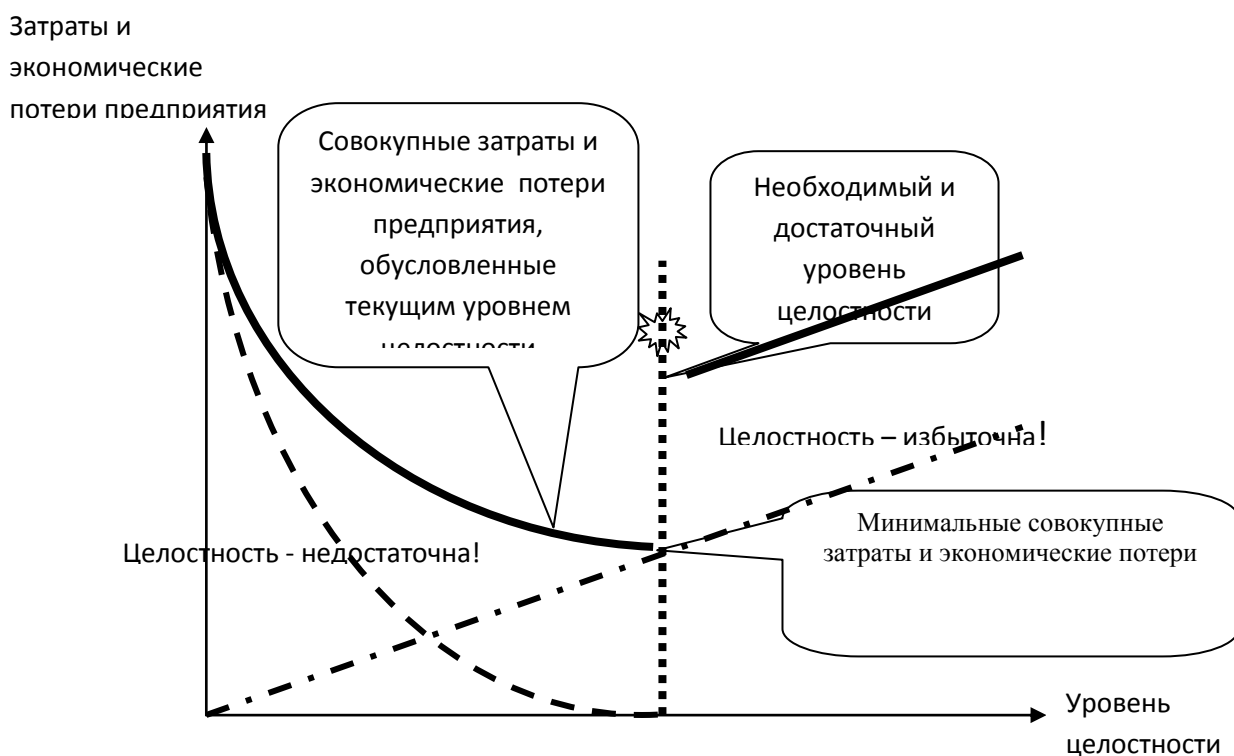 Затраты и
экономические
потери предприятия
Совокупные затраты и
экономические потери
предприятия,
обусловленные
текущим уровнем
целостности
Необходимый и
достаточный
уровень
целостности
Целостность – избыточна!
Минимальные совокупные
затраты и экономические потери
Целостность - недостаточна!
Уровень
целостности